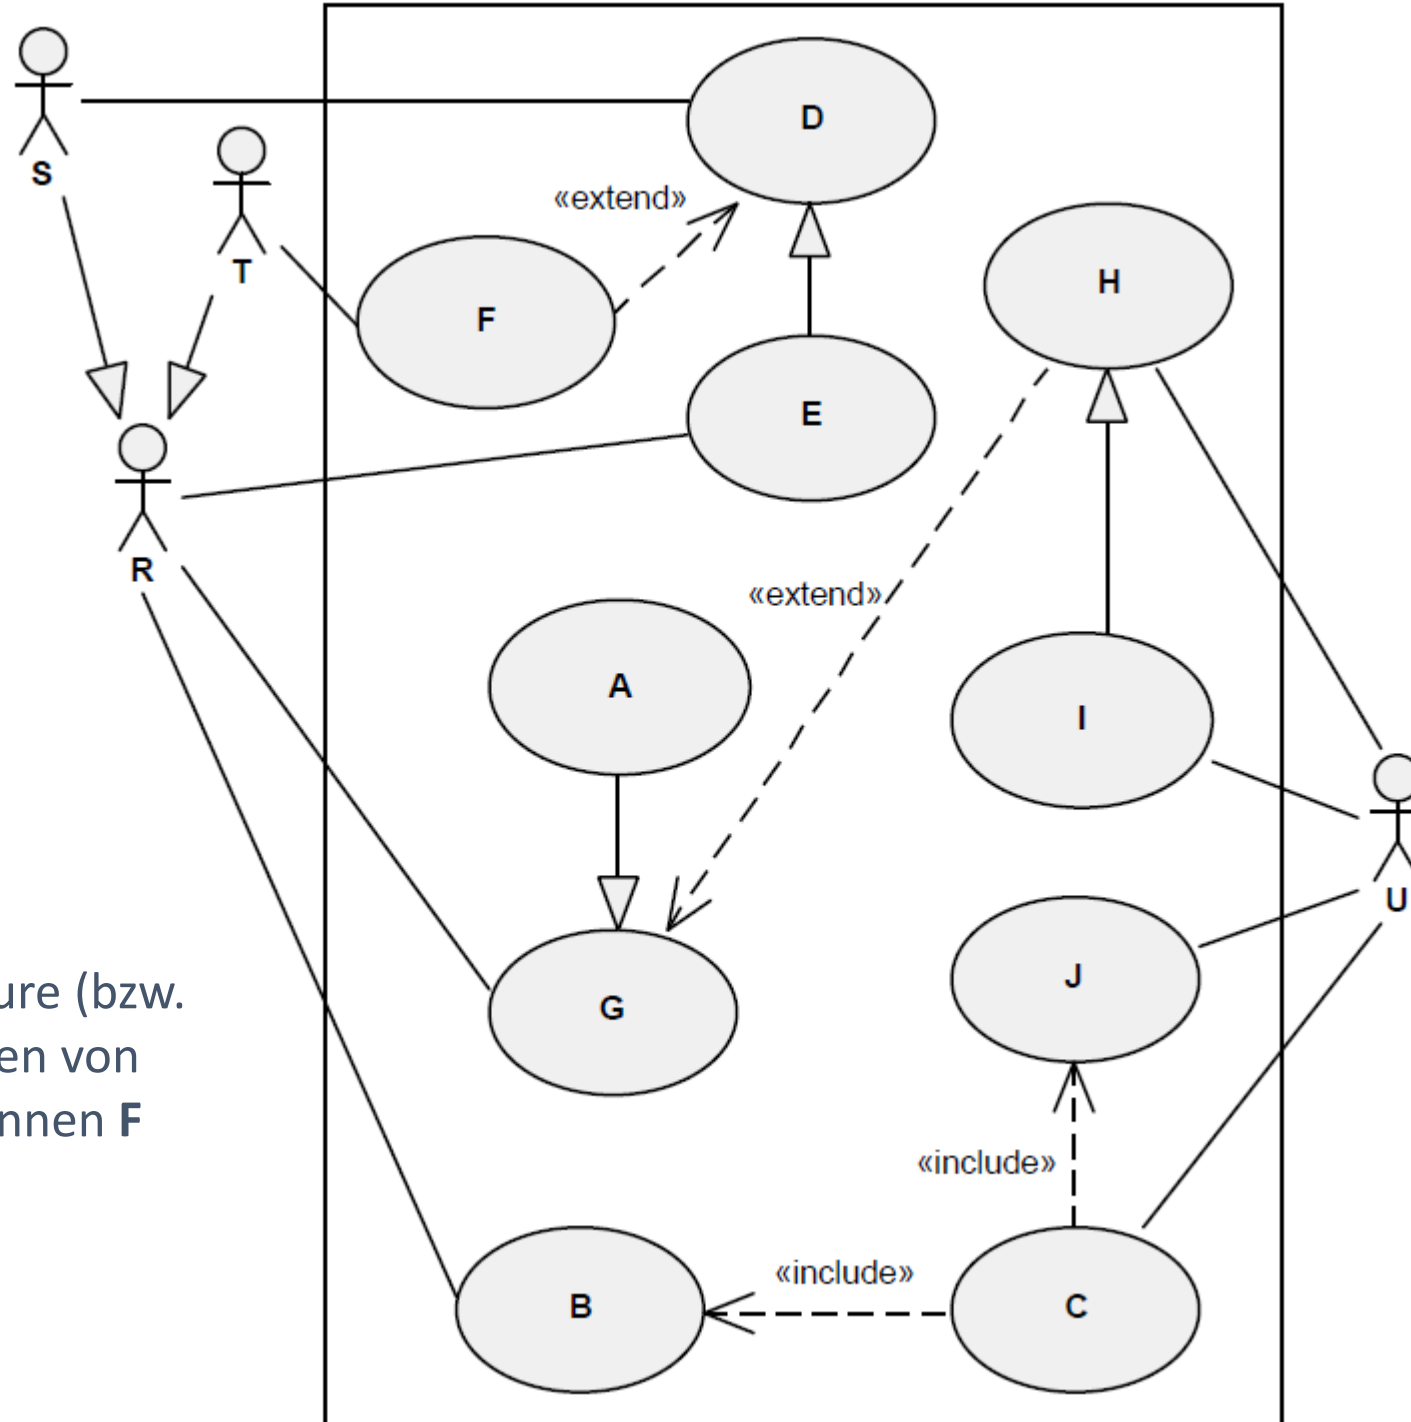 S
D
T
«extend»
H
F
E
R
«extend»
A
I
U
J
ure (bzw.
G
en von
nnen F
«include»
«include»
B
C